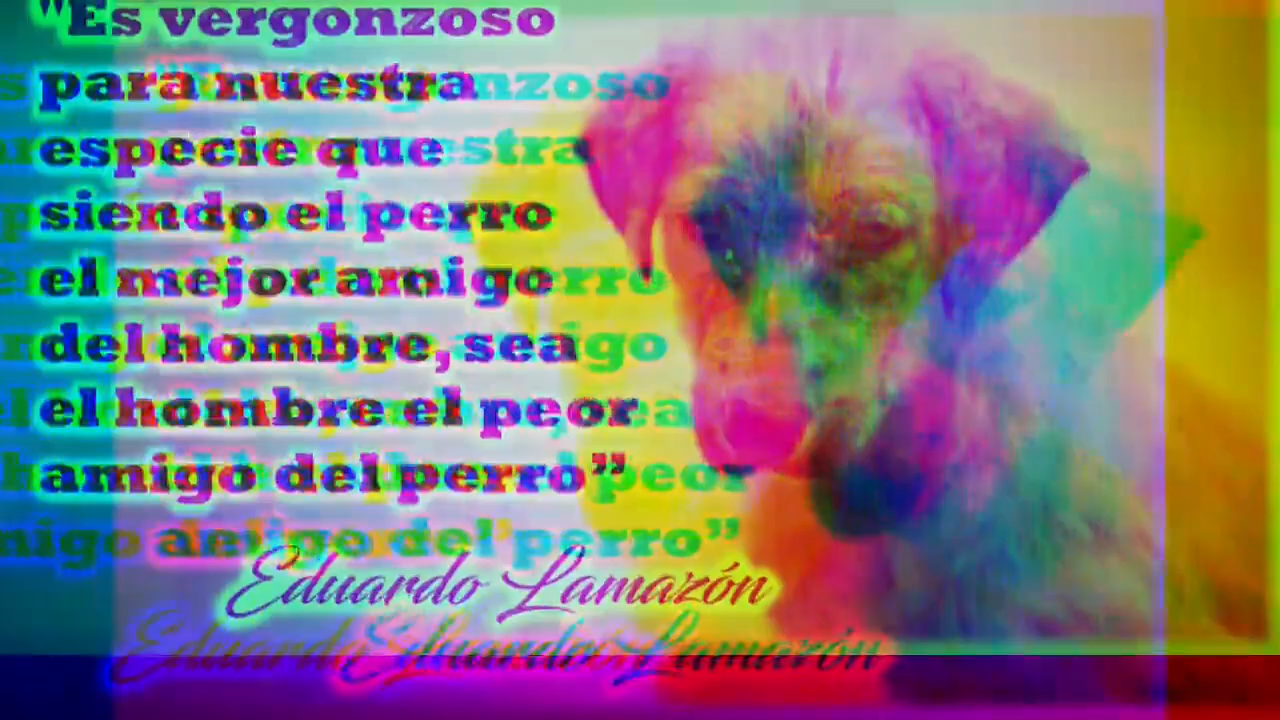 "Es vergonzoso
para nuestra
especie que
siendo el perro
el mejor amigo
del hombre, sea
el hombre el peor
amigo del perro”
Eduardo Lamazón